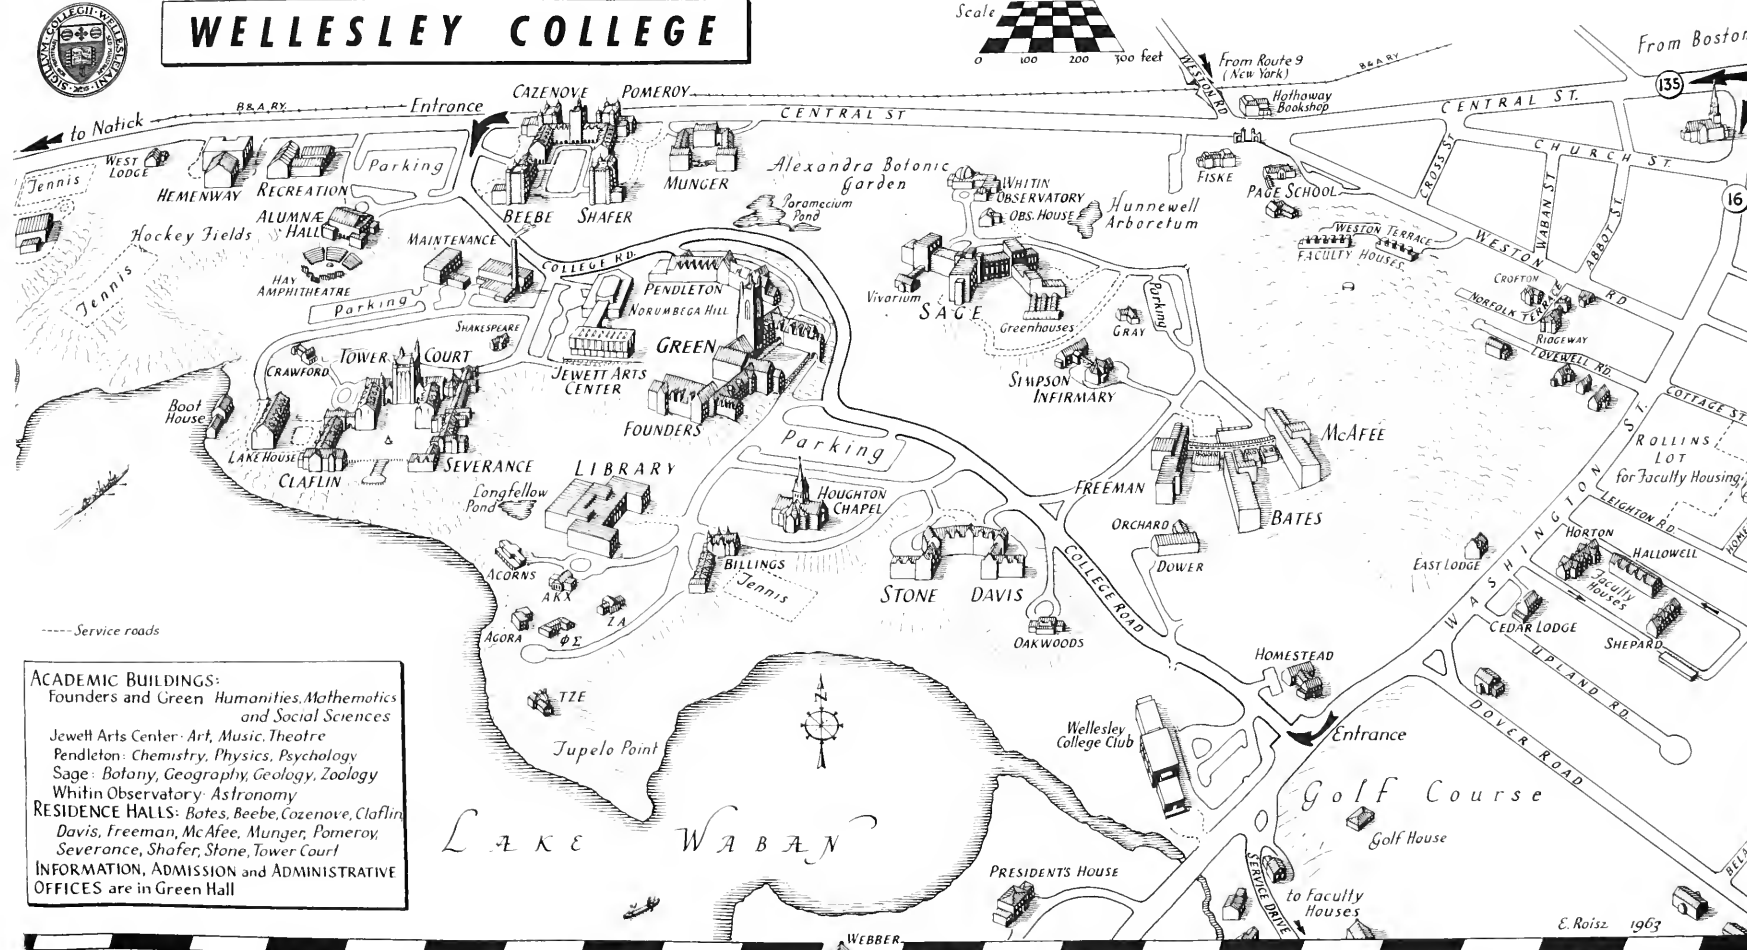 SIGILLVM · COLLEGII · WELLESLEIANI
WELLESLEY COLLEGE
Scale
0 100 200 300 feet
From Route 9
(New York)
WESTON RD
B&ARY
From Boston
135
Hathaway
Bookshop
CENTRAL ST.
to Natick
B&ARY.
Entrance
CAZENOVE
POMEROY
CENTRAL ST
CHURCH ST.
CROSS ST
WABAN ST
ABBOT ST.
16
Tennis
WEST
LODGE
HEMENWAY
RECREATION
Parking
BEEBE
SHAFER
MUNGER
Alexandra Botanic
Garden
Paramecium
Pond
WHITIN
OBSERVATORY
OBS. HOUSE
Hunnewell
Arboretum
FISKE
PAGE SCHOOL
WESTON TERRACE
FACULTY HOUSES
WESTON RD
ALUMNÆ
HALL
Hockey Fields
Tennis
HAY
AMPHITHEATRE
MAINTENANCE
COLLEGE RD.
Parking
PENDLETON
NORUMBEGA HILL
Vivarium
SAGE
Greenhouses
GRAY
Parking
CROFTON
NORFOLK TERRACE
RIDGEWAY
LOVEWELL RD.
COTTAGE ST
SHAKESPEARE
TOWER COURT
CRAWFORD
JEWETT ARTS
CENTER
GREEN
FOUNDERS
SIMPSON
INFIRMARY
Boat
House
LAKE HOUSE
CLAFLIN
SEVERANCE
Longfellow
Pond
LIBRARY
Parking
HOUGHTON
CHAPEL
McAFEE
FREEMAN
BATES
ROLLINS
LOT
for Faculty Housing
LEIGHTON RD.
WASHINGTON ST.
ORCHARD
DOWER
EAST LODGE
HORTON
HALLOWELL
Faculty
Houses
CEDAR LODGE
SHEPARD
ACORNS
AKX
AGORA
ΦΣ
ZA
BILLINGS
Tennis
STONE
DAVIS
COLLEGE ROAD
OAKWOODS
HOMESTEAD
UPLAND RD.
DOVER ROAD
TZE
Tupelo Point
N
Wellesley
College Club
Entrance
Golf Course
Golf House
LAKE WABAN
PRESIDENT'S HOUSE
SERVICE DRIVE
to Faculty
Houses
WEBBER
E. Roisz 1963
-----Service roads
ACADEMIC BUILDINGS:
Founders and Green Humanities, Mathematics
and Social Sciences
Jewett Arts Center: Art, Music, Theatre
Pendleton: Chemistry, Physics, Psychology
Sage: Botany, Geography, Geology, Zoology
Whitin Observatory: Astronomy
RESIDENCE HALLS: Bates, Beebe, Cazenove, Claflin
Davis, Freeman, McAfee, Munger, Pomeroy,
Severance, Shafer, Stone, Tower Court
INFORMATION, ADMISSION and ADMINISTRATIVE
OFFICES are in Green Hall